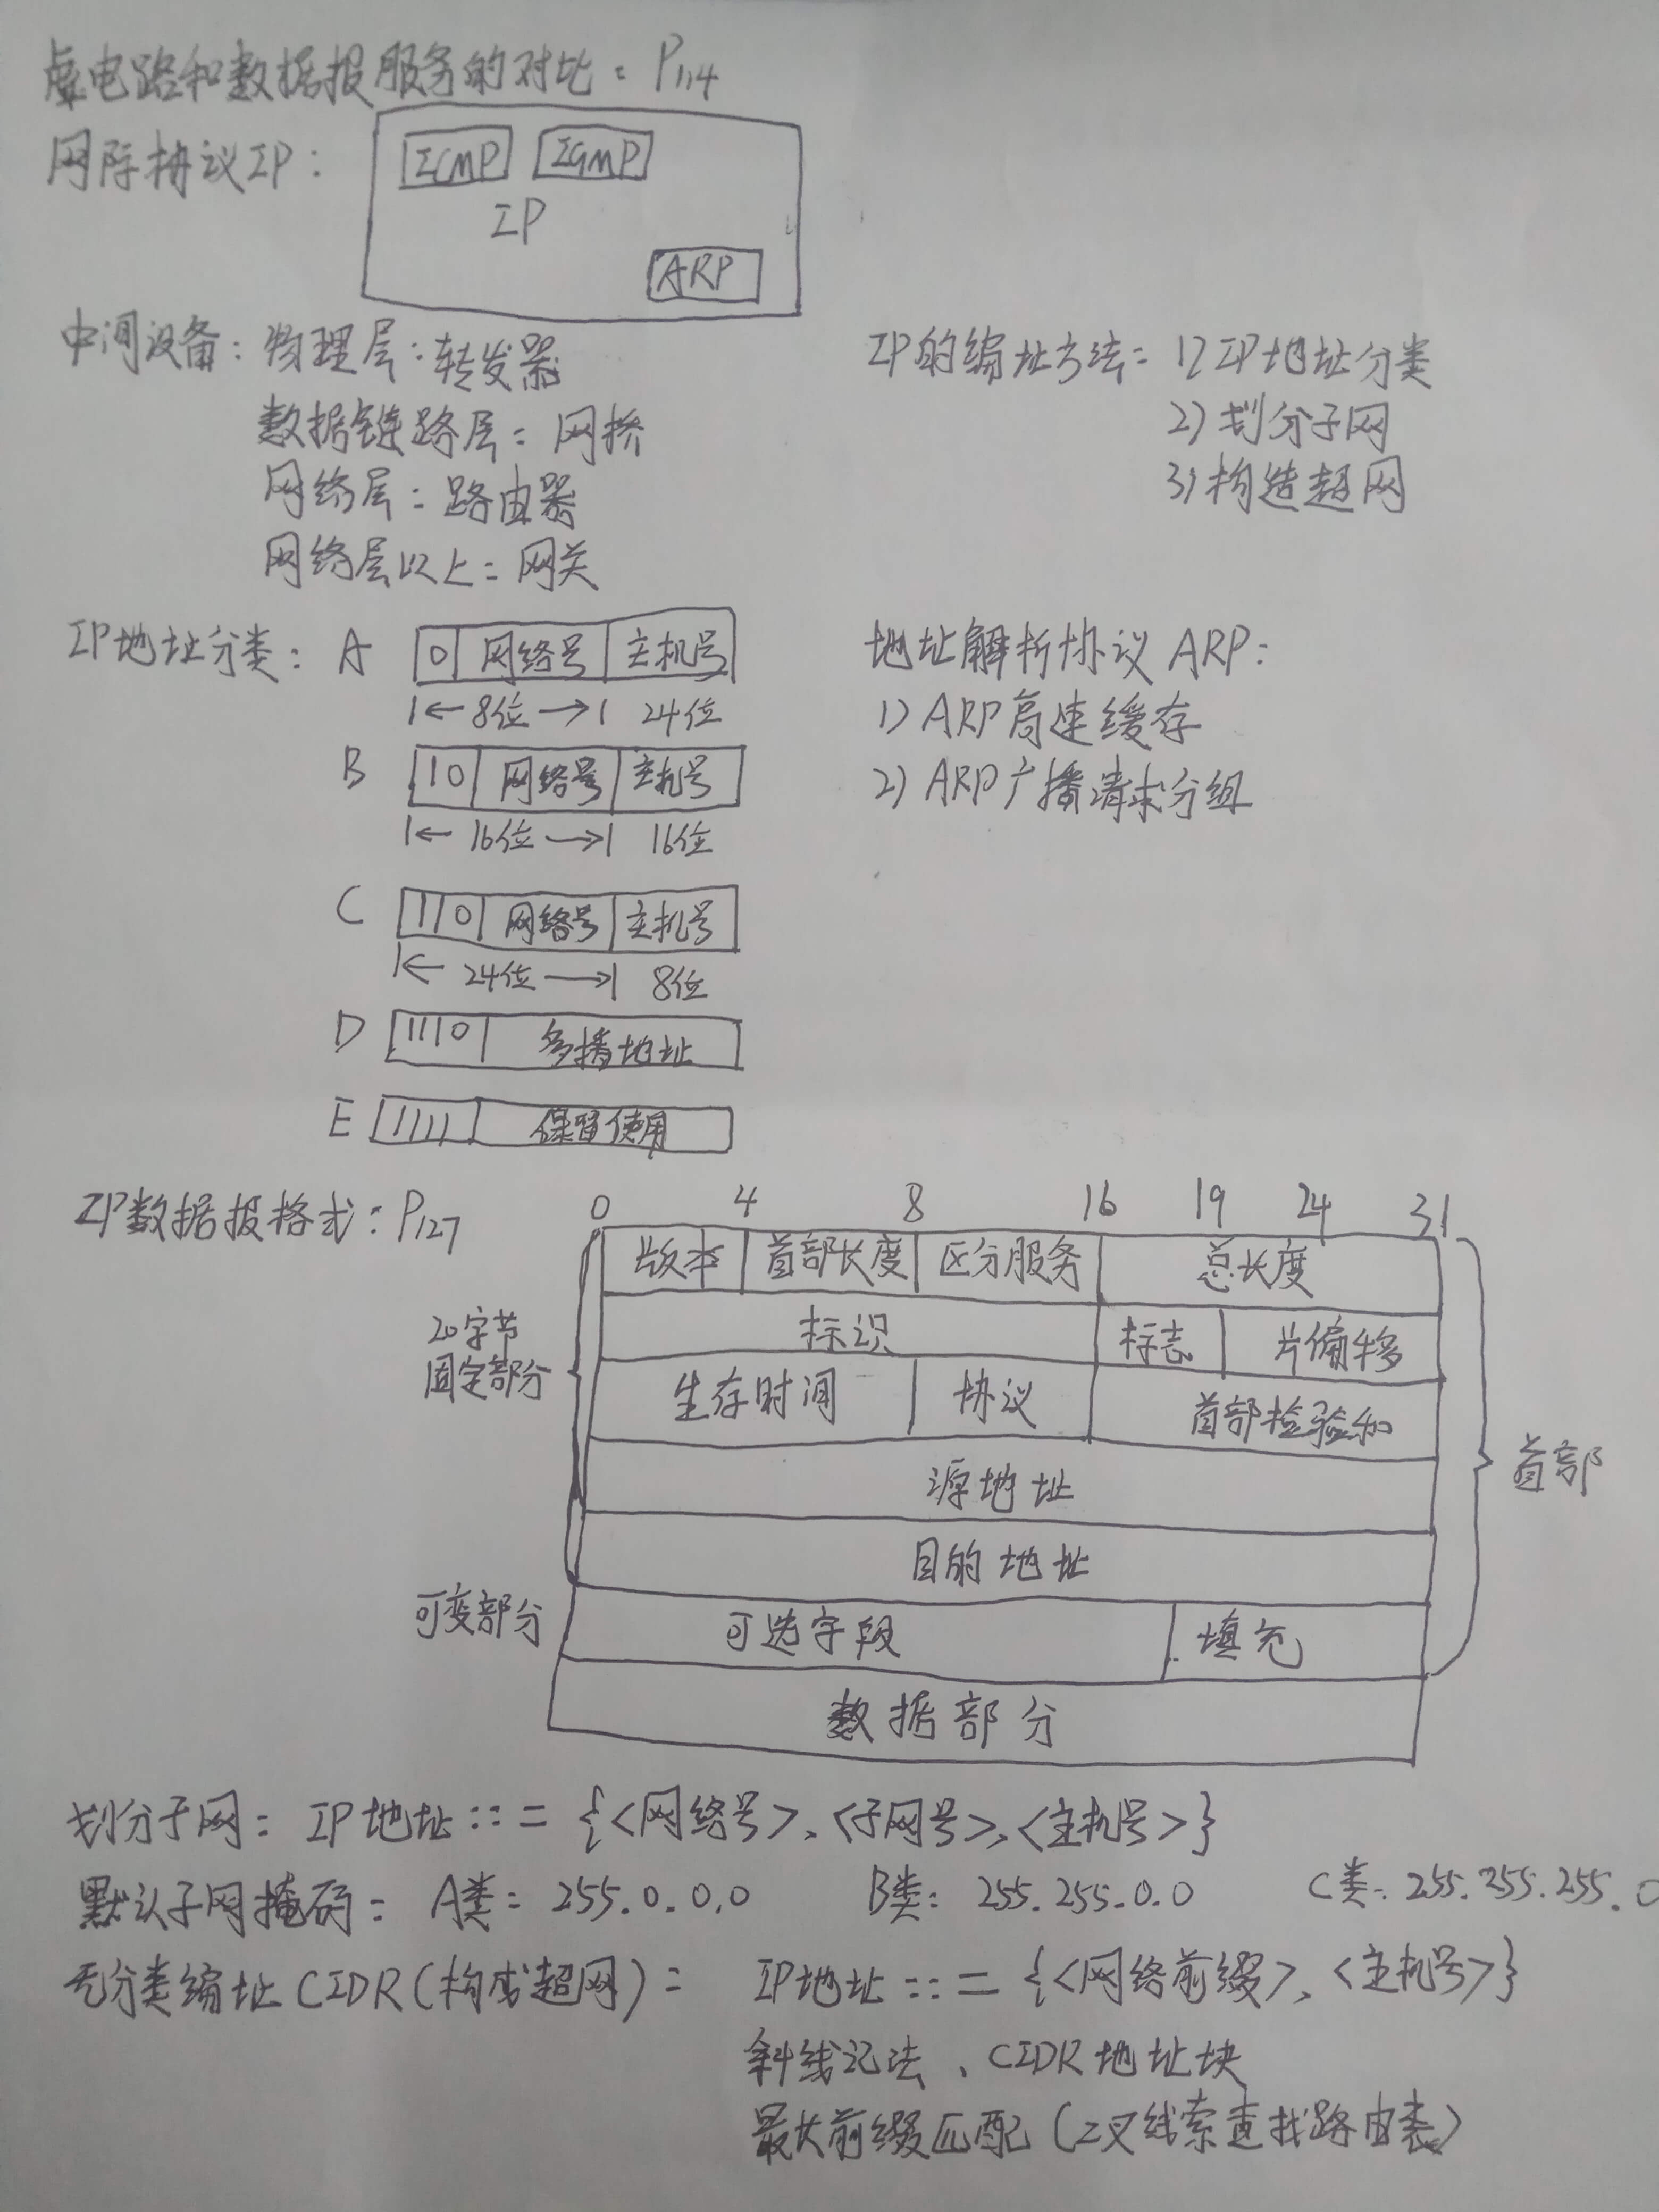 虚电路和数据报服务的对比：P114
网际协议IP：
ICMP IGMP
IP
ARP
中间设备：物理层：转发器
数据链路层：网桥
网络层：路由器
网络层以上：网关
IP的编址方法：1) IP地址分类
2) 划分子网
3) 构造超网
IP地址分类：A 0 网络号 主机号
|← 8位 →| 24位
B 10 网络号 主机号
|← 16位 →| 16位
C 110 网络号 主机号
|← 24位 →| 8位
D 1110 多播地址
E 1111 保留使用
地址解析协议ARP：
1) ARP高速缓存
2) ARP广播请求分组
IP数据报格式：P127
0 4 8 16 19 24 31
版本 首部长度 区分服务 总长度
标识 标志 片偏移
生存时间 协议 首部检验和
源地址
目的地址
可选字段 填充
数据部分
20字节
固定部分
可变部分
首部
划分子网：IP地址::={<网络号>、<子网号>、<主机号>}
默认子网掩码：A类：255.0.0.0 B类：255.255.0.0 C类：255.255.255.0
无分类编址CIDR(构成超网)：IP地址::={<网络前缀>、<主机号>}
斜线记法、CIDR地址块
最大前缀匹配(二叉线索查找路由表)